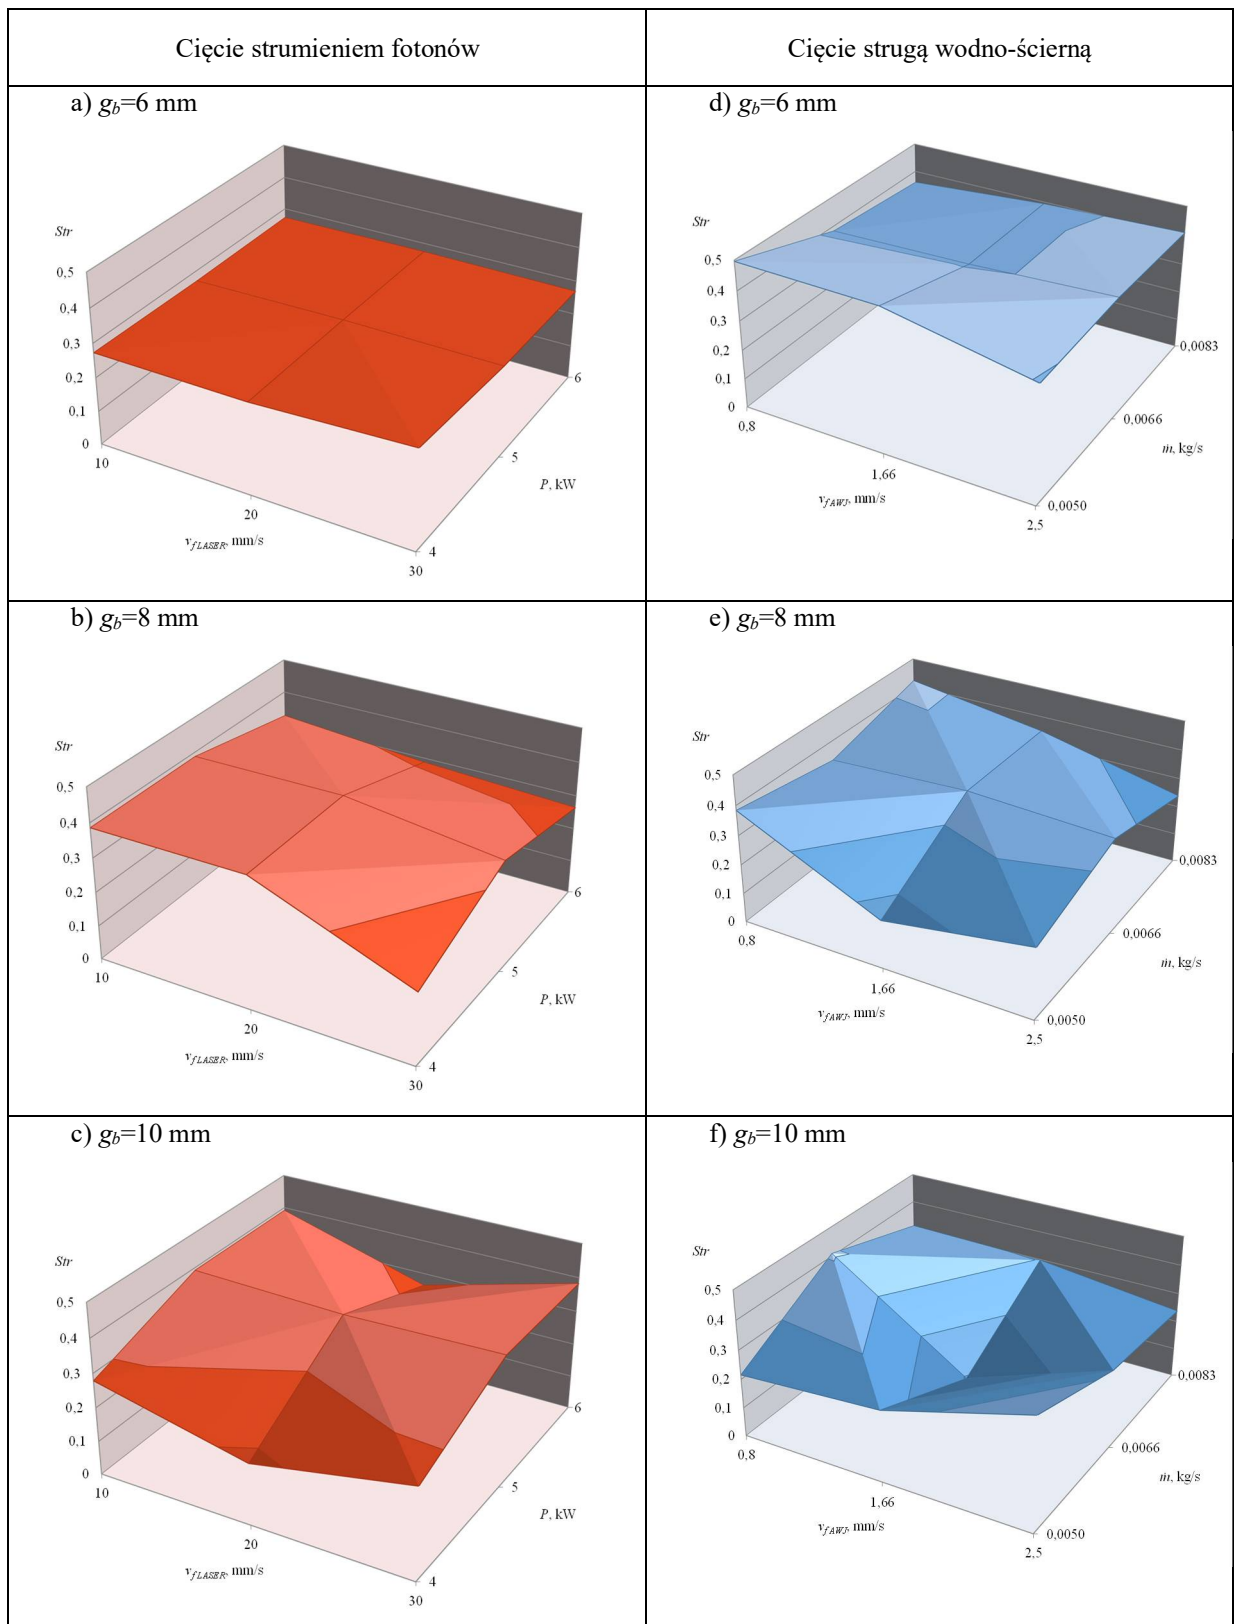 Cięcie strumieniem fotonów
Cięcie strugą wodno-ścierną
a) gb=6 mm
Str
0,5
0,4
0,3
0,2
0,1
0
10
20
30
vfLASER, mm/s
4
5
6
P, kW
d) gb=6 mm
Str
0,5
0,4
0,3
0,2
0,1
0
0,8
1,66
2,5
vfAWJ, mm/s
0,0050
0,0066
0,0083
ṁ, kg/s
b) gb=8 mm
Str
0,5
0,4
0,3
0,2
0,1
0
10
20
30
vfLASER, mm/s
4
5
6
P, kW
e) gb=8 mm
Str
0,5
0,4
0,3
0,2
0,1
0
0,8
1,66
2,5
vfAWJ, mm/s
0,0050
0,0066
0,0083
ṁ, kg/s
c) gb=10 mm
Str
0,5
0,4
0,3
0,2
0,1
0
10
20
30
vfLASER, mm/s
4
5
6
P, kW
f) gb=10 mm
Str
0,5
0,4
0,3
0,2
0,1
0
0,8
1,66
2,5
vfAWJ, mm/s
0,0050
0,0066
0,0083
ṁ, kg/s